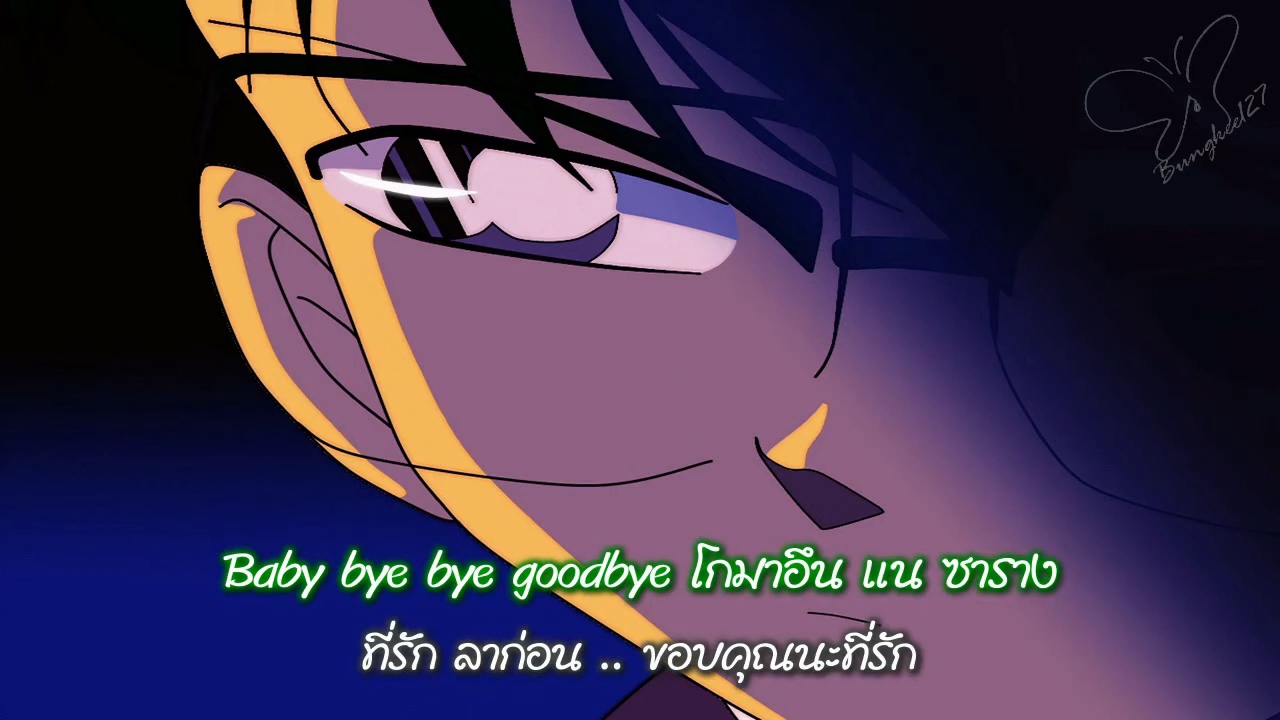 Bungkeel27
Baby bye bye goodbye โกมาอึน แน ซาราง
ที่รัก ลาก่อน .. ขอบคุณนะที่รัก